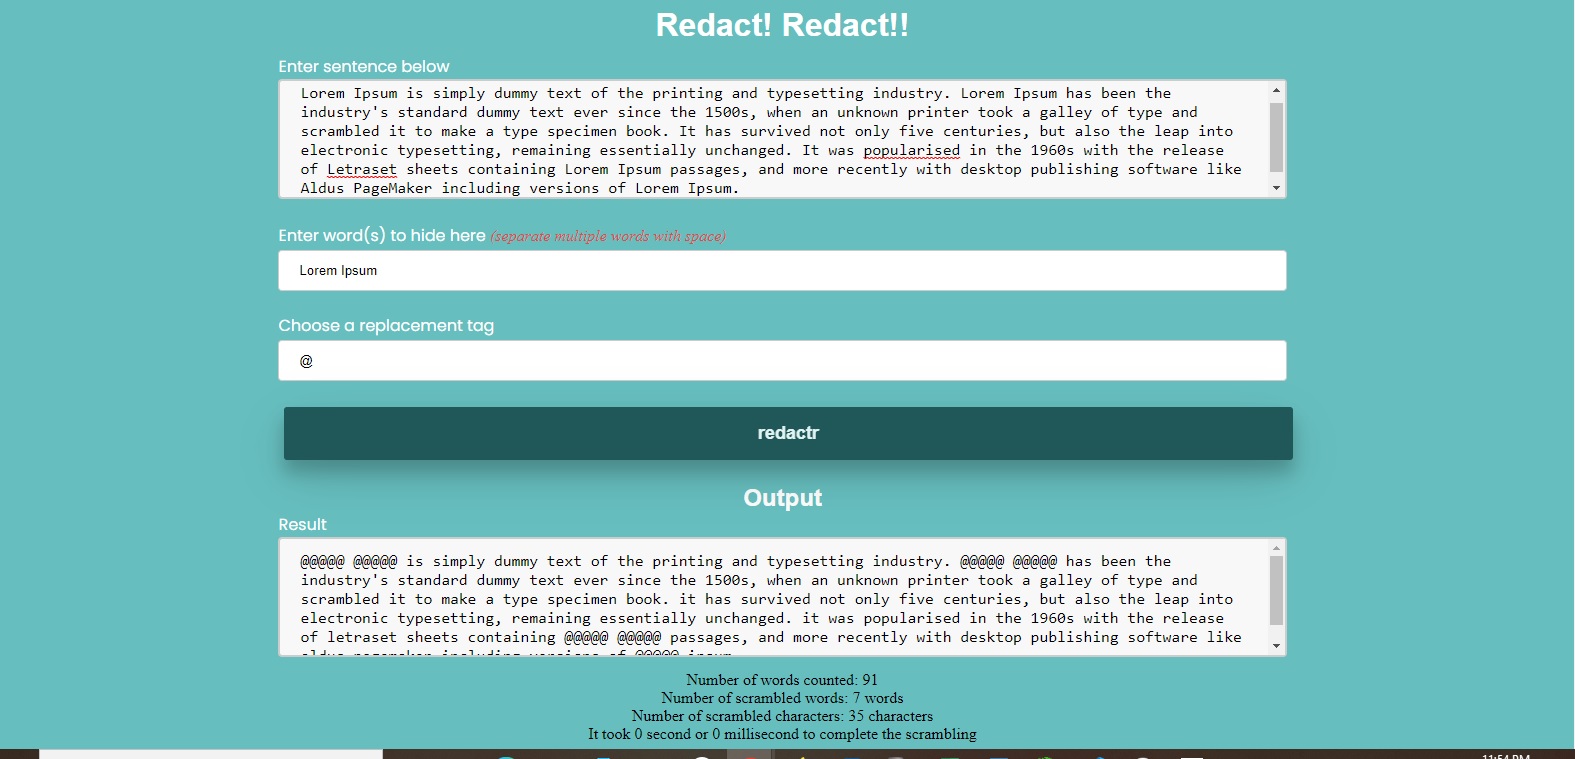 Redact! Redact!!
Enter sentence below
Lorem Ipsum is simply dummy text of the printing and typesetting industry. Lorem Ipsum has been the
industry's standard dummy text ever since the 1500s, when an unknown printer took a galley of type and
scrambled it to make a type specimen book. It has survived not only five centuries, but also the leap into
electronic typesetting, remaining essentially unchanged. It was popularised in the 1960s with the release
of Letraset sheets containing Lorem Ipsum passages, and more recently with desktop publishing software like
Aldus PageMaker including versions of Lorem Ipsum.
Enter word(s) to hide here (separate multiple words with space)
Lorem Ipsum
Choose a replacement tag
@
redactr
Output
Result
@@@@@ @@@@@ is simply dummy text of the printing and typesetting industry. @@@@@ @@@@@ has been the
industry's standard dummy text ever since the 1500s, when an unknown printer took a galley of type and
scrambled it to make a type specimen book. it has survived not only five centuries, but also the leap into
electronic typesetting, remaining essentially unchanged. it was popularised in the 1960s with the release
of letraset sheets containing @@@@@ @@@@@ passages, and more recently with desktop publishing software like
aldus pagemaker including versions of @@@@@ ipsum.
Number of words counted: 91
Number of scrambled words: 7 words
Number of scrambled characters: 35 characters
It took 0 second or 0 millisecond to complete the scrambling
11:54 PM